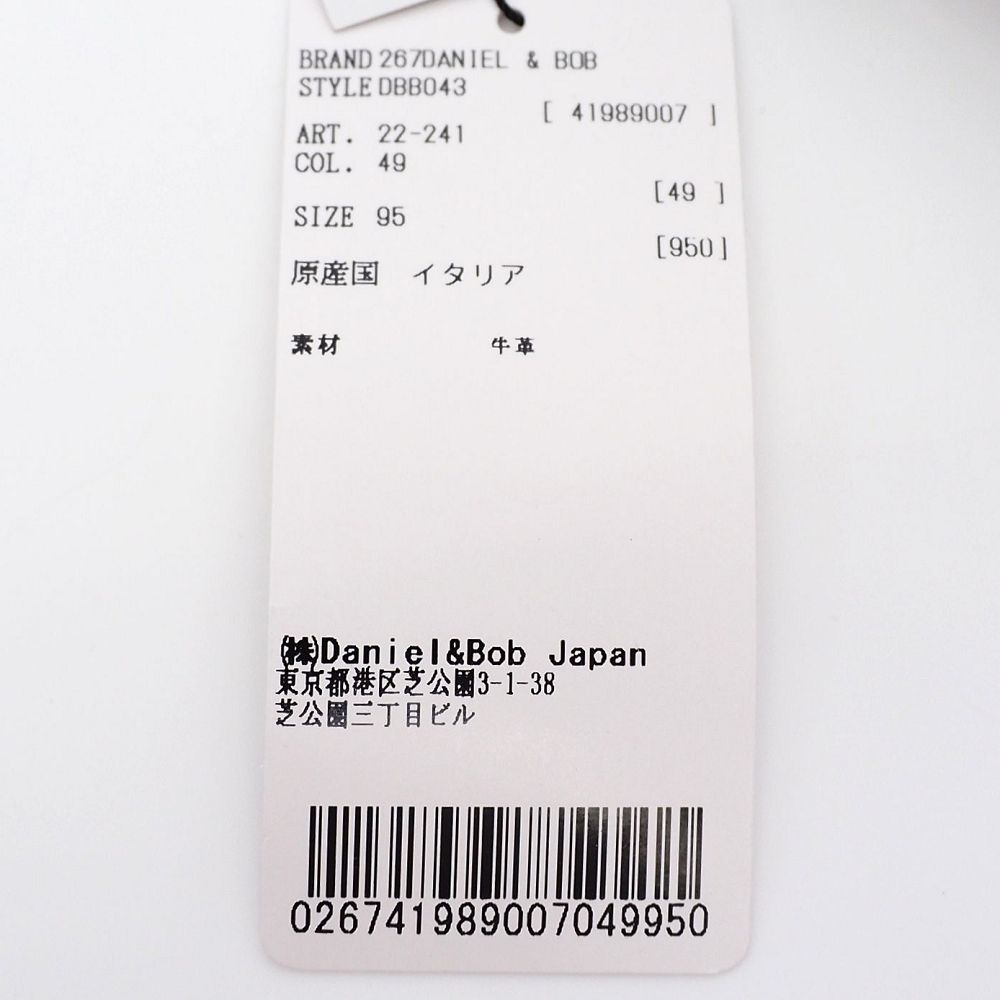 BRAND 267DANIEL & BOB
STYLE DBB043
[ 41989007 ]
ART. 22-241
COL. 49
[49 ]
SIZE 95
[950]
原産国 イタリア
素材 牛革
㈱Daniel&Bob Japan
東京都港区芝公園3-1-38
芝公園三丁目ビル
026741989007049950